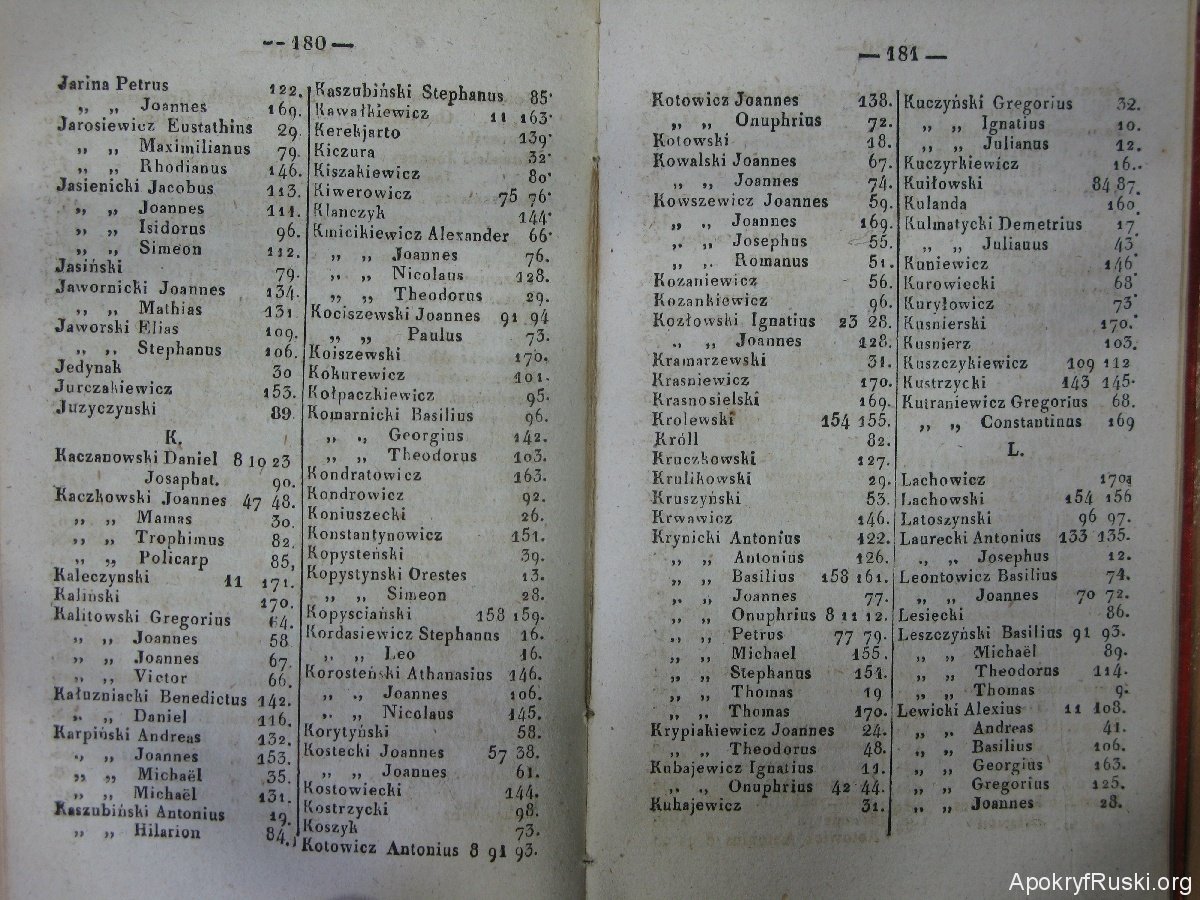 -- 180 —
Jarina Petrus 122.
„ „ Joannes 169.
Jarosiewicz Eustathins 29.
„ „ Maximilianus 79.
„ „ Rhodianus 146.
Jasienicki Jacobus 113.
„ „ Joannes 111.
„ „ Isidorus 96.
„ „ Simeon 112.
Jasiński 79.
Jawornicki Joannes 134.
„ „ Mathias 131.
Jaworski Elias 109.
„ „ Stephanus 106.
Jedynak 30
Jurczakiewicz 153.
Juzyczynski 89.
K.
Kaczanowski Daniel 8 10 23
Josaphat. 90.
Kaczkowski Joannes 47 48.
„ „ Mamas 30.
„ „ Trophimus 82.
„ „ Policarp 85,
Kaleczynski 11 171.
Kaliński 170.
Kalitowski Gregorius 64.
„ „ Joannes 58
„ „ Joannes 67.
„ „ Victor 66.
Kałuzniacki Benedictus 142.
„ „ Daniel 116.
Karpiński Andreas 132.
„ „ Joannes 153.
„ „ Michaël 35.
„ „ Michaël 131.
Kaszubiński Antonius 19.
„ „ Hilarion 84.
Kaszubiński Stephanus 85.
Kawałkiewicz 11 163.
Kerekjarto 139.
Kiczura 32.
Kiszakiewicz 80.
Kiwerowicz 75 76.
Klanczyk 144.
Kmicikiewicz Alexander 66.
„ „ Joannes 76.
„ „ Nicolaus 128.
„ „ Theodorus 29.
Kociszewski Joannes 91 94
„ „ Paulus 73.
Koiszewski 170.
Kokurewicz 101.
Kołpaczkiewicz 95.
Komarnicki Basilius 96.
„ „ Georgius 142.
„ „ Theodorus 103.
Kondratowicz 163.
Kondrowicz 92.
Koniuszecki 26.
Konstantynowicz 151.
Kopysteński 39.
Kopystynski Orestes 13.
„ „ Simeon 28.
Kopysciański 158 159.
Kordasiewicz Stephanus 16.
„ „ Leo 16.
Korosteński Athanasius 146.
„ „ Joannes 106.
„ „ Nicolaus 145.
Korytyński 58.
Kostecki Joannes 57 38.
„ „ Joannes 61.
Kostowiecki 144.
Kostrzycki 98.
Koszyk 73.
Kotowicz Antonius 8 91 93.
— 181 —
Kotowicz Joannes 138.
„ „ Onuphrius 72.
Kotowski 18.
Kowalski Joannes 67.
„ „ Joannes 74.
Kowszewicz Joannes 59.
„ „ Joannes 169.
„ „ Josephus 55.
„ „ Romanus 51.
Kozaniewicz 56.
Kozankiewicz 96.
Kozłowski Ignatius 23 28.
„ „ Joannes 128.
Kramarzewski 31.
Krasniewicz 170.
Krasnosielski 169.
Krolewski 154 155.
Król̀l 82.
Kruczkowski 127.
Krulikowski 29.
Kruszyński 53.
Krwawicz 146.
Krynicki Antonius 122.
„ „ Antonius 126.
„ „ Basilius 158 161.
„ „ Joannes 77.
„ „ Onuphrius 8 11 12.
„ „ Petrus 77 79.
„ „ Michael 155.
„ „ Stephanus 154.
„ „ Thomas 19
„ „ Thomas 170.
Krypiakiewicz Joannes 24.
„ „ Theodorus 48.
Kubajewicz Ignatius 11.
„ „ Onuphrius 42 44.
Kuhajewicz 31.
Kuczyński Gregorius 32.
„ „ Ignatius 10.
„ „ Julianus 12.
Kuczyrkiewicz 16..
Kuiłowski 84 87.
Kulanda 160.
Kulmatycki Demetrius 17.
„ „ Julianus 43.
Kuniewicz 146.
Kurowiecki 68.
Kuryłowicz 73.
Kusnierski 170.
Kusnierz 103.
Kuszczykiewicz 109 112
Kustrzycki 143 145.
Kutraniewicz Gregorius 68.
„ „ Constantinus 169
L.
Lachowicz 170
Lachowski 154 156
Latoszynski 96 97.
Laurecki Antonius 133 135.
„ „ Josephus 12.
Leontowicz Basilius 74.
„ „ Joannes 70 72.
Lesiecki 86.
Leszczyński Basilius 91 93.
„ „ Michaël 89.
„ „ Theodorus 114.
„ „ Thomas 9.
Lewicki Alexius 11 108.
„ „ Andreas 41.
„ „ Basilius 106.
„ „ Georgius 163.
„ „ Gregorius 125.
„ „ Joannes 28.
ApokryfRuski.org